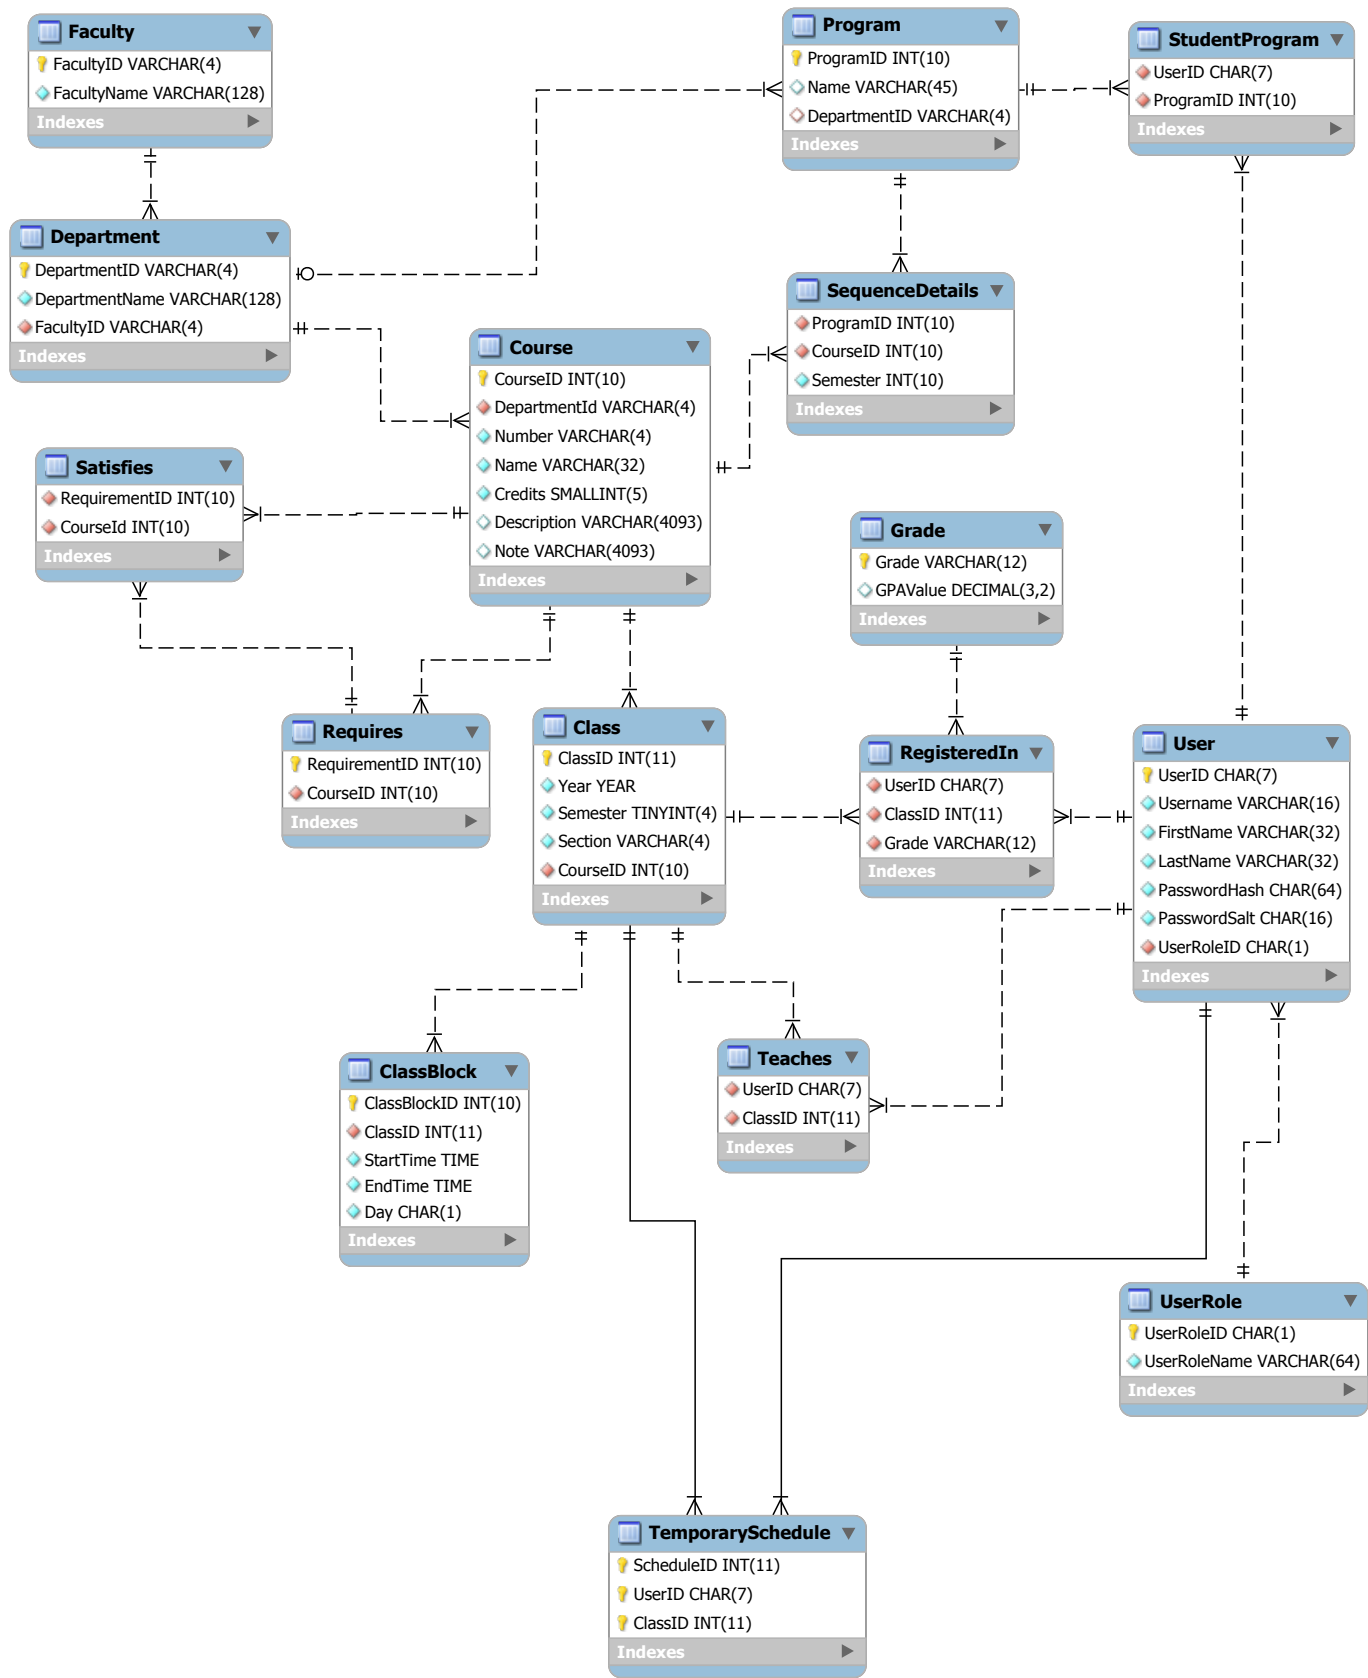 Faculty
FacultyID VARCHAR(4)
FacultyName VARCHAR(128)
Indexes
Program
ProgramID INT(10)
Name VARCHAR(45)
DepartmentID VARCHAR(4)
Indexes
StudentProgram
UserID CHAR(7)
ProgramID INT(10)
Indexes
Department
DepartmentID VARCHAR(4)
DepartmentName VARCHAR(128)
FacultyID VARCHAR(4)
Indexes
SequenceDetails
ProgramID INT(10)
CourseID INT(10)
Semester INT(10)
Indexes
Course
CourseID INT(10)
DepartmentId VARCHAR(4)
Number VARCHAR(4)
Name VARCHAR(32)
Credits SMALLINT(5)
Description VARCHAR(4093)
Note VARCHAR(4093)
Indexes
Satisfies
RequirementID INT(10)
CourseId INT(10)
Indexes
Grade
Grade VARCHAR(12)
GPAValue DECIMAL(3,2)
Indexes
Requires
RequirementID INT(10)
CourseID INT(10)
Indexes
Class
ClassID INT(11)
Year YEAR
Semester TINYINT(4)
Section VARCHAR(4)
CourseID INT(10)
Indexes
RegisteredIn
UserID CHAR(7)
ClassID INT(11)
Grade VARCHAR(12)
Indexes
User
UserID CHAR(7)
Username VARCHAR(16)
FirstName VARCHAR(32)
LastName VARCHAR(32)
PasswordHash CHAR(64)
PasswordSalt CHAR(16)
UserRoleID CHAR(1)
Indexes
ClassBlock
ClassBlockID INT(10)
ClassID INT(11)
StartTime TIME
EndTime TIME
Day CHAR(1)
Indexes
Teaches
UserID CHAR(7)
ClassID INT(11)
Indexes
UserRole
UserRoleID CHAR(1)
UserRoleName VARCHAR(64)
Indexes
TemporarySchedule
ScheduleID INT(11)
UserID CHAR(7)
ClassID INT(11)
Indexes